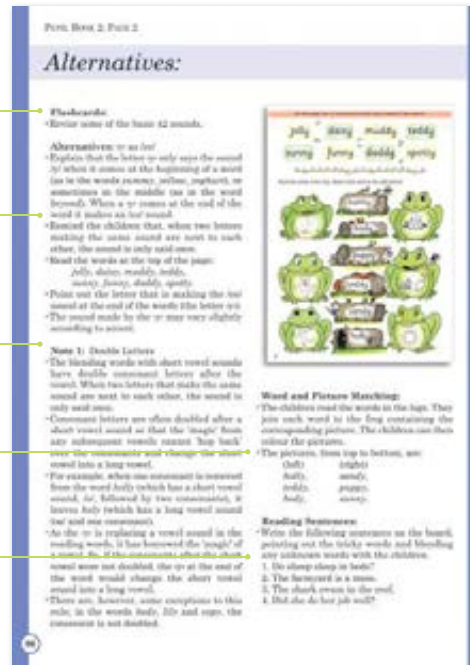 PUPIL BOOK 2: PAGE 2
Alternatives:
Flashcards:
•Revise some of the basic 42 sounds.
Alternatives: ‹y› as /ee/
•Explain that the letter ‹y› only says the sound
/y/ when it comes at the beginning of a word
(as in the words yummy, yellow, yoghurt), or
sometimes in the middle (as in the word
beyond). When a ‹y› comes at the end of the
word it makes an /ee/ sound.
•Remind the children that, when two letters
making the same sound are next to each
other, the sound is only said once.
•Read the words at the top of the page:
jelly, daisy, muddy, teddy,
sunny, funny, daddy, spotty.
•Point out the letter that is making the /ee/
sound at the end of the words (the letter ‹y›).
•The sound made by the ‹y› may vary slightly
according to accent.
Note 1: Double Letters
•The blending words with short vowel sounds
have double consonant letters after the
vowel. When two letters that make the same
sound are next to each other, the sound is
only said once.
•Consonant letters are often doubled after a
short vowel sound so that the 'magic' from
any subsequent vowels cannot 'hop back'
over the consonants and change the short
vowel into a long vowel.
•For example, when one consonant is removed
from the word
sound,
followed by two consonants), it
leaves
(which has a long vowel sound
and one consonant).
•As the ‹y› is replacing a vowel sound in the
reading words, it has borrowed the 'magic' of
a vowel. So, if the consonants after the short
vowel were not doubled, the ‹y› at the end of
the word would change the short vowel
sound into a long vowel.
•There are, however, some exceptions to this
rule; in the words body, lily and copy, the
consonant is not doubled.
jelly daisy muddy teddy
sunny funny daddy spotty
Word and Picture Matching:
•The children read the words in the logs. They
join each word to the frog containing the
corresponding picture. The children can then
colour the pictures.
•The pictures, from top to bottom, are:
(left) (right)
holly,
teddy, puppy,
body, sunny.
Reading Sentences:
•Write the following sentences on the board,
pointing out the tricky words and blending
any unknown words with the children.
1. Do sheep sleep in beds?
2. The farmyard is a mess.
3. The shark swam in the reef.
4. Did she do her job well?